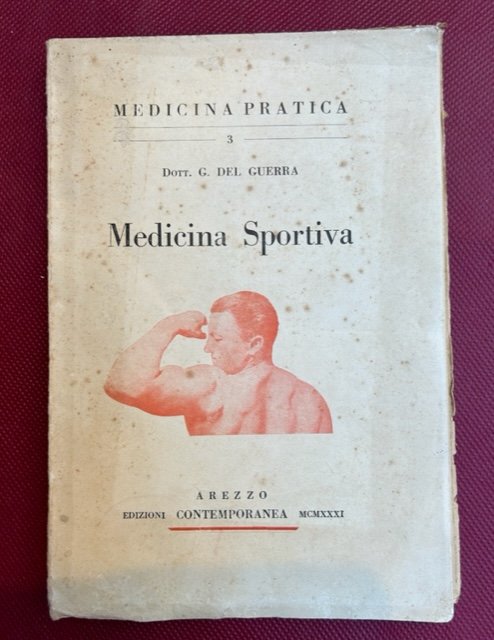 MEDICINA PRATICA
3
Dott. G. DEL GUERRA
Medicina Sportiva
AREZZO
EDIZIONI CONTEMPORANEA MCMXXXI